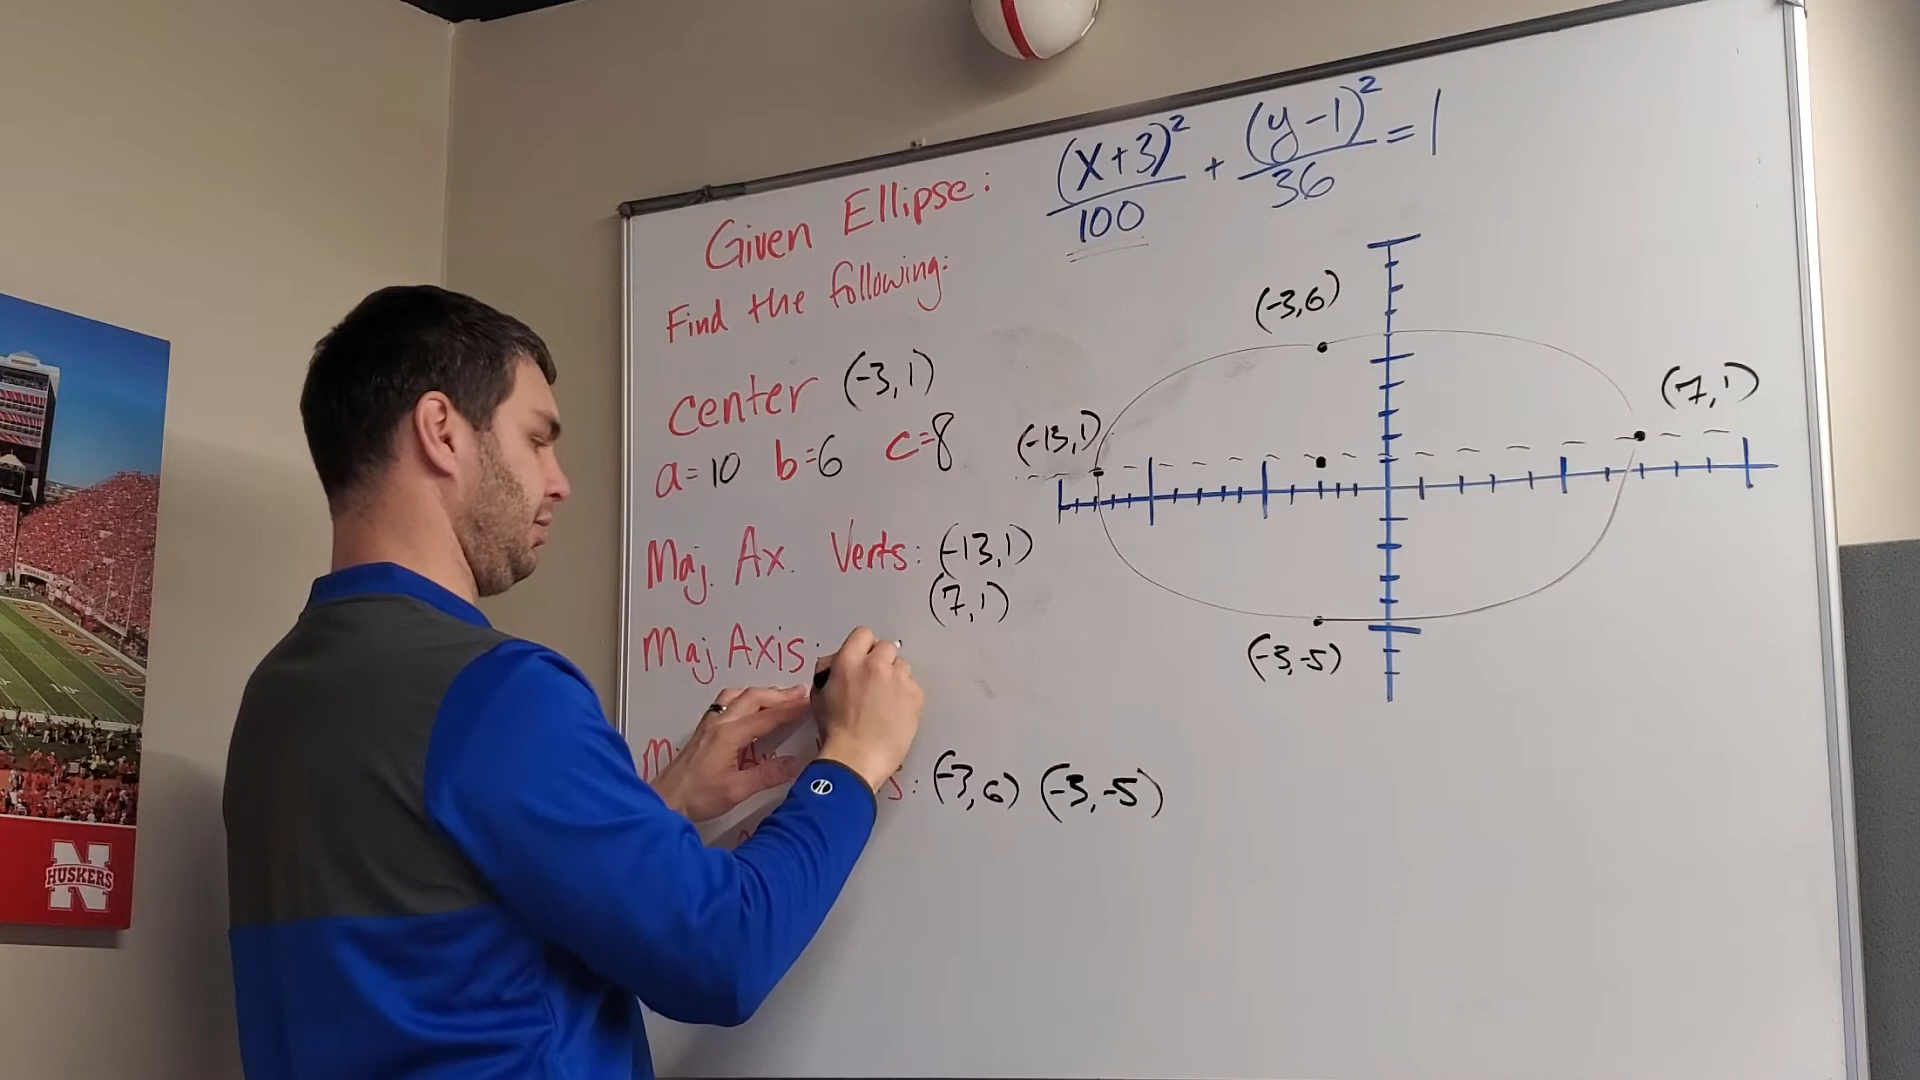 Given Ellipse: (x+3)²/100 + (y-1)²/36 = 1
Find the following:
center (-3,1)
a=10 b=6 c=8
Maj. Ax. Verts: (-13,1)
(7,1)
Maj. Axis:
(-3,6) (-3,-5)
(-3,6)
(7,1)
(-13,1)
(-3,-5)
N
HUSKERS